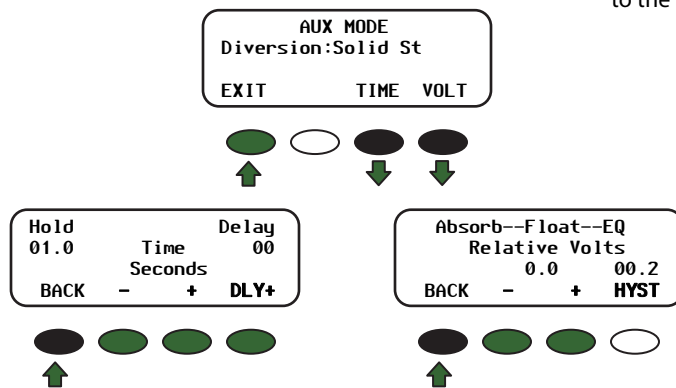 to the
AUX MODE
Diversion:Solid St
EXIT TIME VOLT
Hold Delay
01.0 Time 00
Seconds
BACK - + DLY+
Absorb--Float--EQ
Relative Volts
0.0 00.2
BACK - + HYST